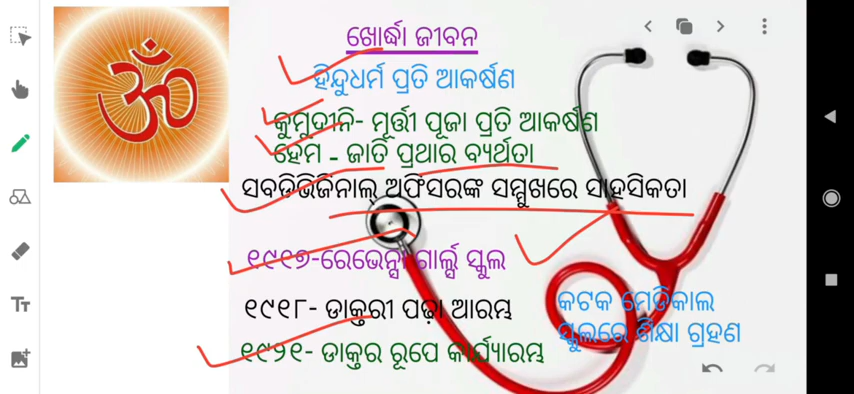 ଖୋର୍ଦ୍ଧା ଜୀବନ
ହିନ୍ଦୁଧର୍ମ ପ୍ରତି ଆକର୍ଷଣ
କୁମୁଦୀନି- ମୂର୍ତ୍ତୀ ପୂଜା ପ୍ରତି ଆକର୍ଷଣ
ହେମ - ଜାତି ପ୍ରଥାର ବ୍ୟର୍ଥତା
ସବଡିଭିଜିନାଲ୍ ଅଫିସରଙ୍କ ସମ୍ମୁଖରେ ସାହସିକତା
୧୯୧୭-ରେଭେନ୍ସା ଗାର୍ଲ୍ସ ସ୍କୁଲ
୧୯୧୮- ଡାକ୍ତରୀ ପଢ଼ା ଆରମ୍ଭ
କଟକ ମେଡିକାଲ
ସ୍କୁଲରେ ଶିକ୍ଷା ଗ୍ରହଣ
୧୯୨୧- ଡାକ୍ତର ରୂପେ କାର୍ଯ୍ୟାରମ୍ଭ
ॐ
Tт